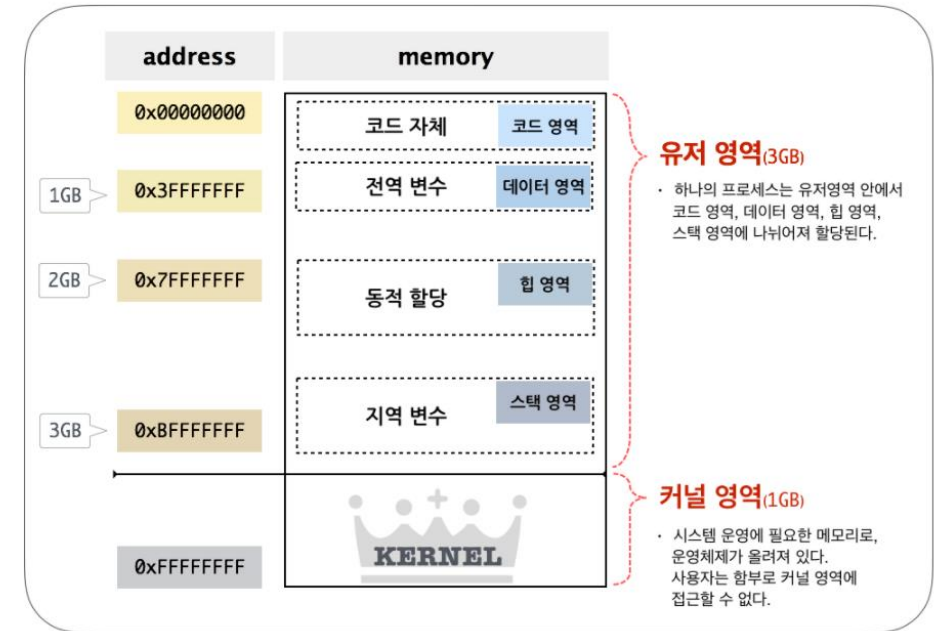 address
memory
0x00000000
코드 자체
코드 영역
1GB
0x3FFFFFFF
전역 변수
데이터 영역
2GB
0x7FFFFFFF
동적 할당
힙 영역
3GB
0xBFFFFFFF
지역 변수
스택 영역
0xFFFFFFFF
KERNEL
유저 영역(3GB)
· 하나의 프로세스는 유저영역 안에서
코드 영역, 데이터 영역, 힙 영역,
스택 영역에 나뉘어져 할당된다.
커널 영역(1GB)
· 시스템 운영에 필요한 메모리로,
운영체제가 올려져 있다.
사용자는 함부로 커널 영역에
접근할 수 없다.